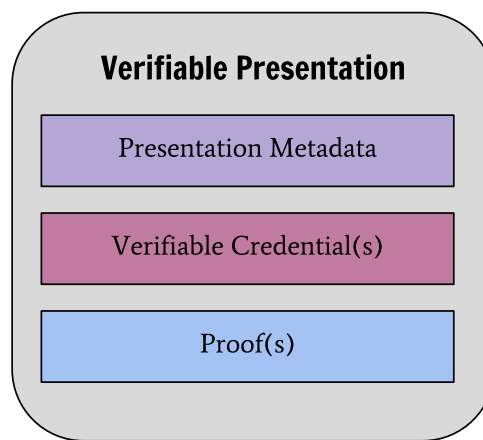 Verifiable Presentation
Presentation Metadata
Verifiable Credential(s)
Proof(s)